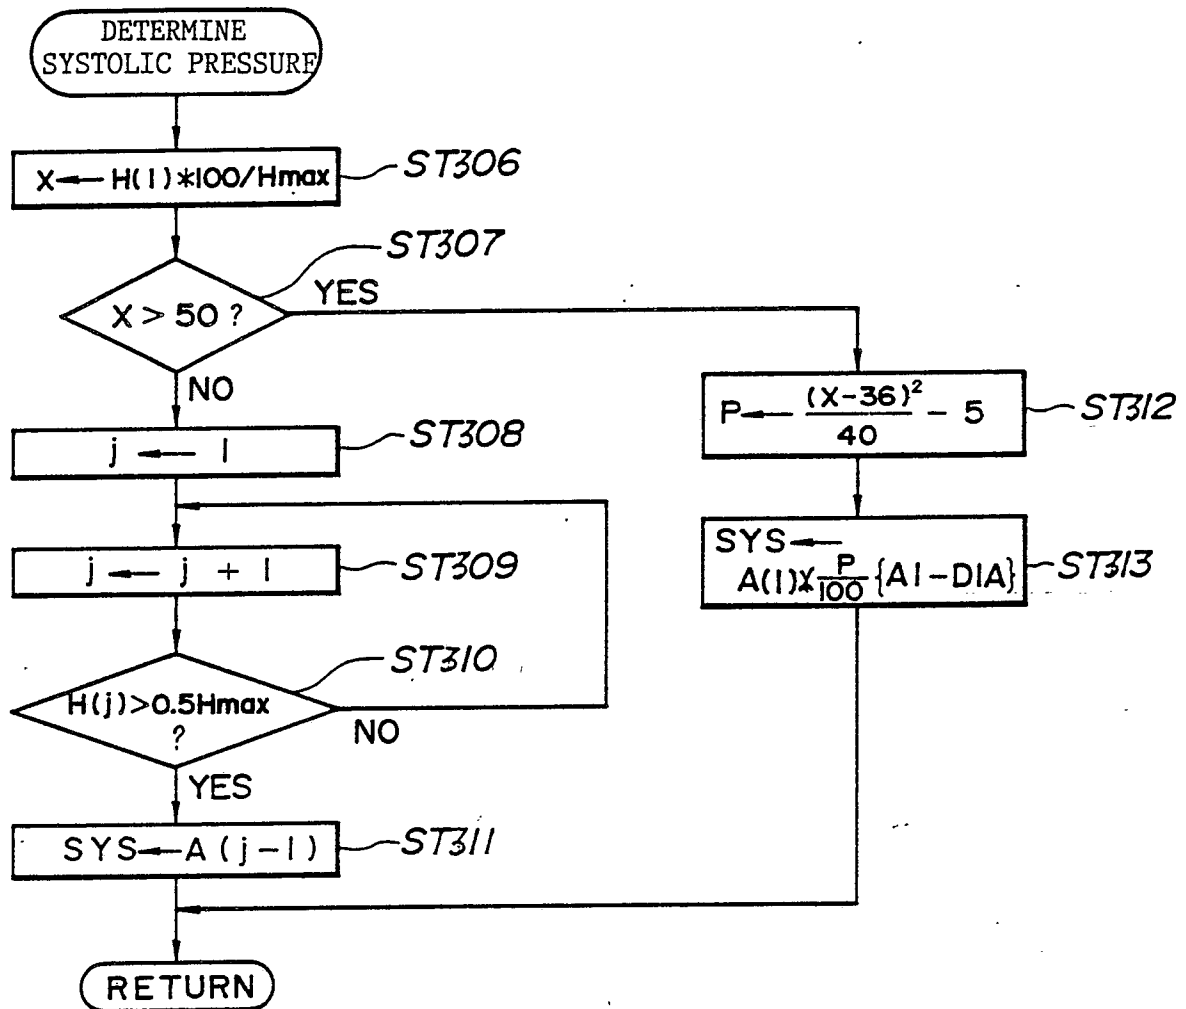 DETERMINE
SYSTOLIC PRESSURE
X ← H(1)*100/Hmax
ST306
X > 50 ?
ST307
YES
NO
j ← 1
ST308
j ← j + 1
ST309
H(j)>0.5Hmax
?
ST310
NO
YES
SYS←A(j-1)
ST311
P ← (X-36)²/40 - 5
ST312
SYS←
A(1)*P/100{A1-DIA}
ST313
RETURN